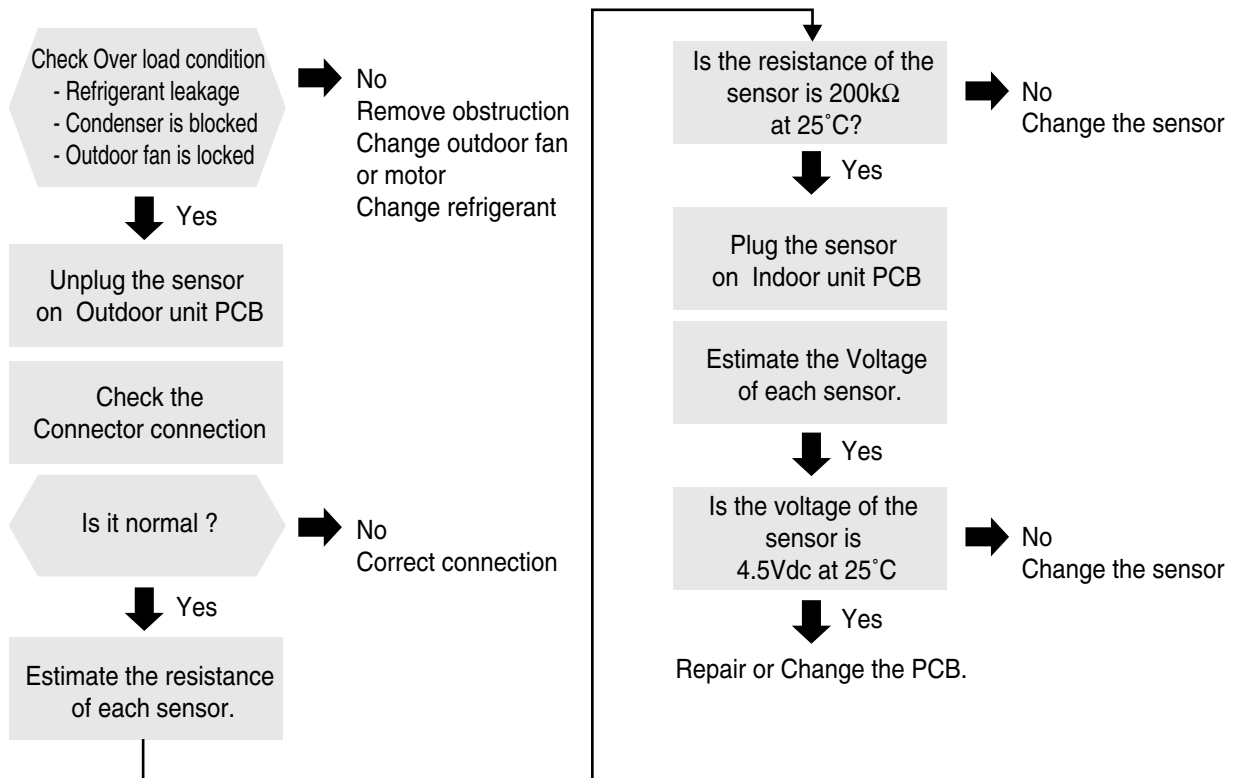 Check Over load condition
- Refrigerant leakage
- Condenser is blocked
- Outdoor fan is locked
No
Remove obstruction
Change outdoor fan
or motor
Change refrigerant
Yes
Unplug the sensor
on Outdoor unit PCB
Check the
Connector connection
Is it normal ?
No
Correct connection
Yes
Estimate the resistance
of each sensor.
Is the resistance of the
sensor is 200kΩ
at 25˚C?
No
Change the sensor
Yes
Plug the sensor
on Indoor unit PCB
Estimate the Voltage
of each sensor.
Yes
Is the voltage of the
sensor is
4.5Vdc at 25˚C
No
Change the sensor
Yes
Repair or Change the PCB.